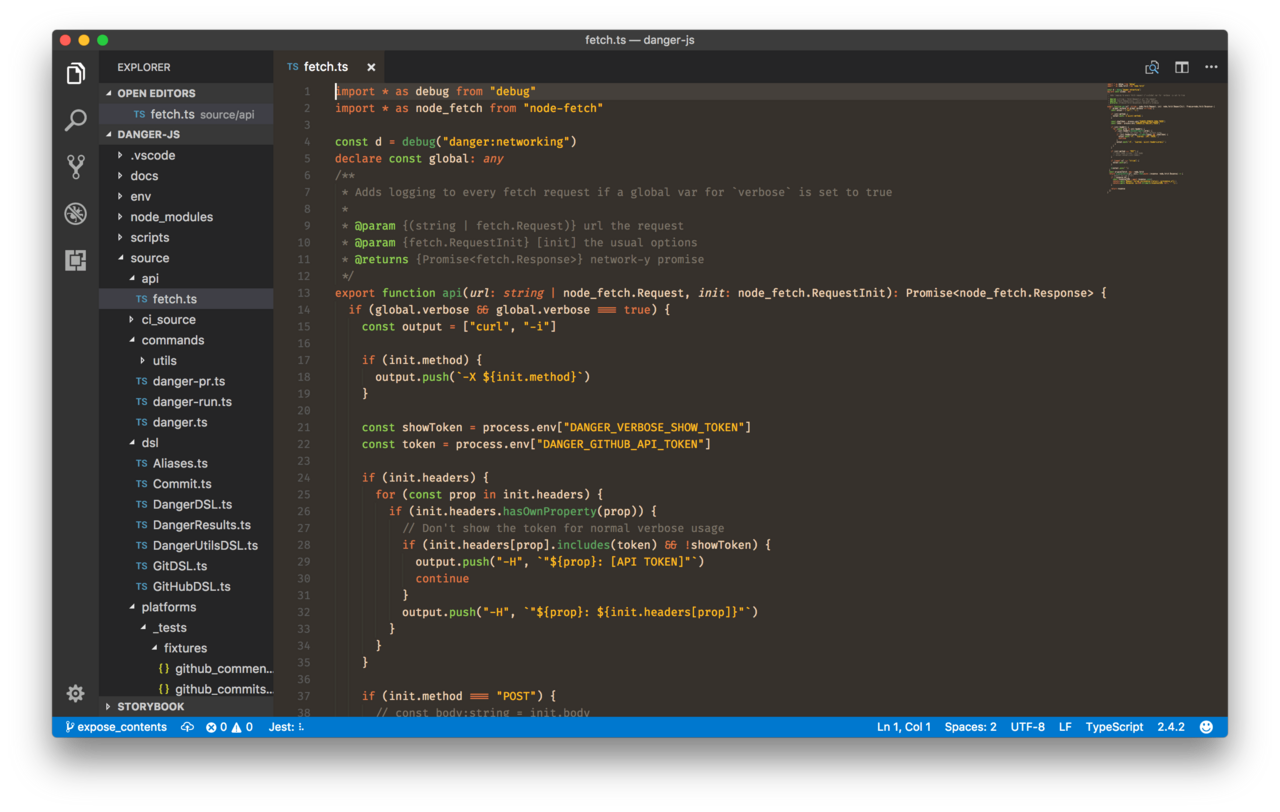 fetch.ts — danger-js
EXPLORER
OPEN EDITORS
TS fetch.ts source/api
DANGER-JS
.vscode
docs
env
node_modules
scripts
source
api
TS fetch.ts
ci_source
commands
utils
TS danger-pr.ts
TS danger-run.ts
TS danger.ts
dsl
TS Aliases.ts
TS Commit.ts
TS DangerDSL.ts
TS DangerResults.ts
TS DangerUtilsDSL.ts
TS GitDSL.ts
TS GitHubDSL.ts
platforms
_tests
fixtures
{} github_commen...
{} github_commits...
STORYBOOK
TS fetch.ts ×
1 import * as debug from "debug"
2 import * as node_fetch from "node-fetch"
3
4 const d = debug("danger:networking")
5 declare const global: any
6 /**
7 * Adds logging to every fetch request if a global var for `verbose` is set to true
8 *
9 * @param {(string | fetch.Request)} url the request
10 * @param {fetch.RequestInit} [init] the usual options
11 * @returns {Promise<fetch.Response>} network-y promise
12 */
13 export function api(url: string | node_fetch.Request, init: node_fetch.RequestInit): Promise<node_fetch.Response> {
14 if (global.verbose && global.verbose === true) {
15 const output = ["curl", "-i"]
16
17 if (init.method) {
18 output.push(`-X ${init.method}`)
19 }
20
21 const showToken = process.env["DANGER_VERBOSE_SHOW_TOKEN"]
22 const token = process.env["DANGER_GITHUB_API_TOKEN"]
23
24 if (init.headers) {
25 for (const prop in init.headers) {
26 if (init.headers.hasOwnProperty(prop)) {
27 // Don't show the token for normal verbose usage
28 if (init.headers[prop].includes(token) && !showToken) {
29 output.push("-H", `"${prop}: [API TOKEN]"`)
30 continue
31 }
32 output.push("-H", `"${prop}: ${init.headers[prop]}"`)
33 }
34 }
35 }
36
37 if (init.method === "POST") {
38 // const body:string = init.body
expose_contents 0 0 Jest:
Ln 1, Col 1 Spaces: 2 UTF-8 LF TypeScript 2.4.2